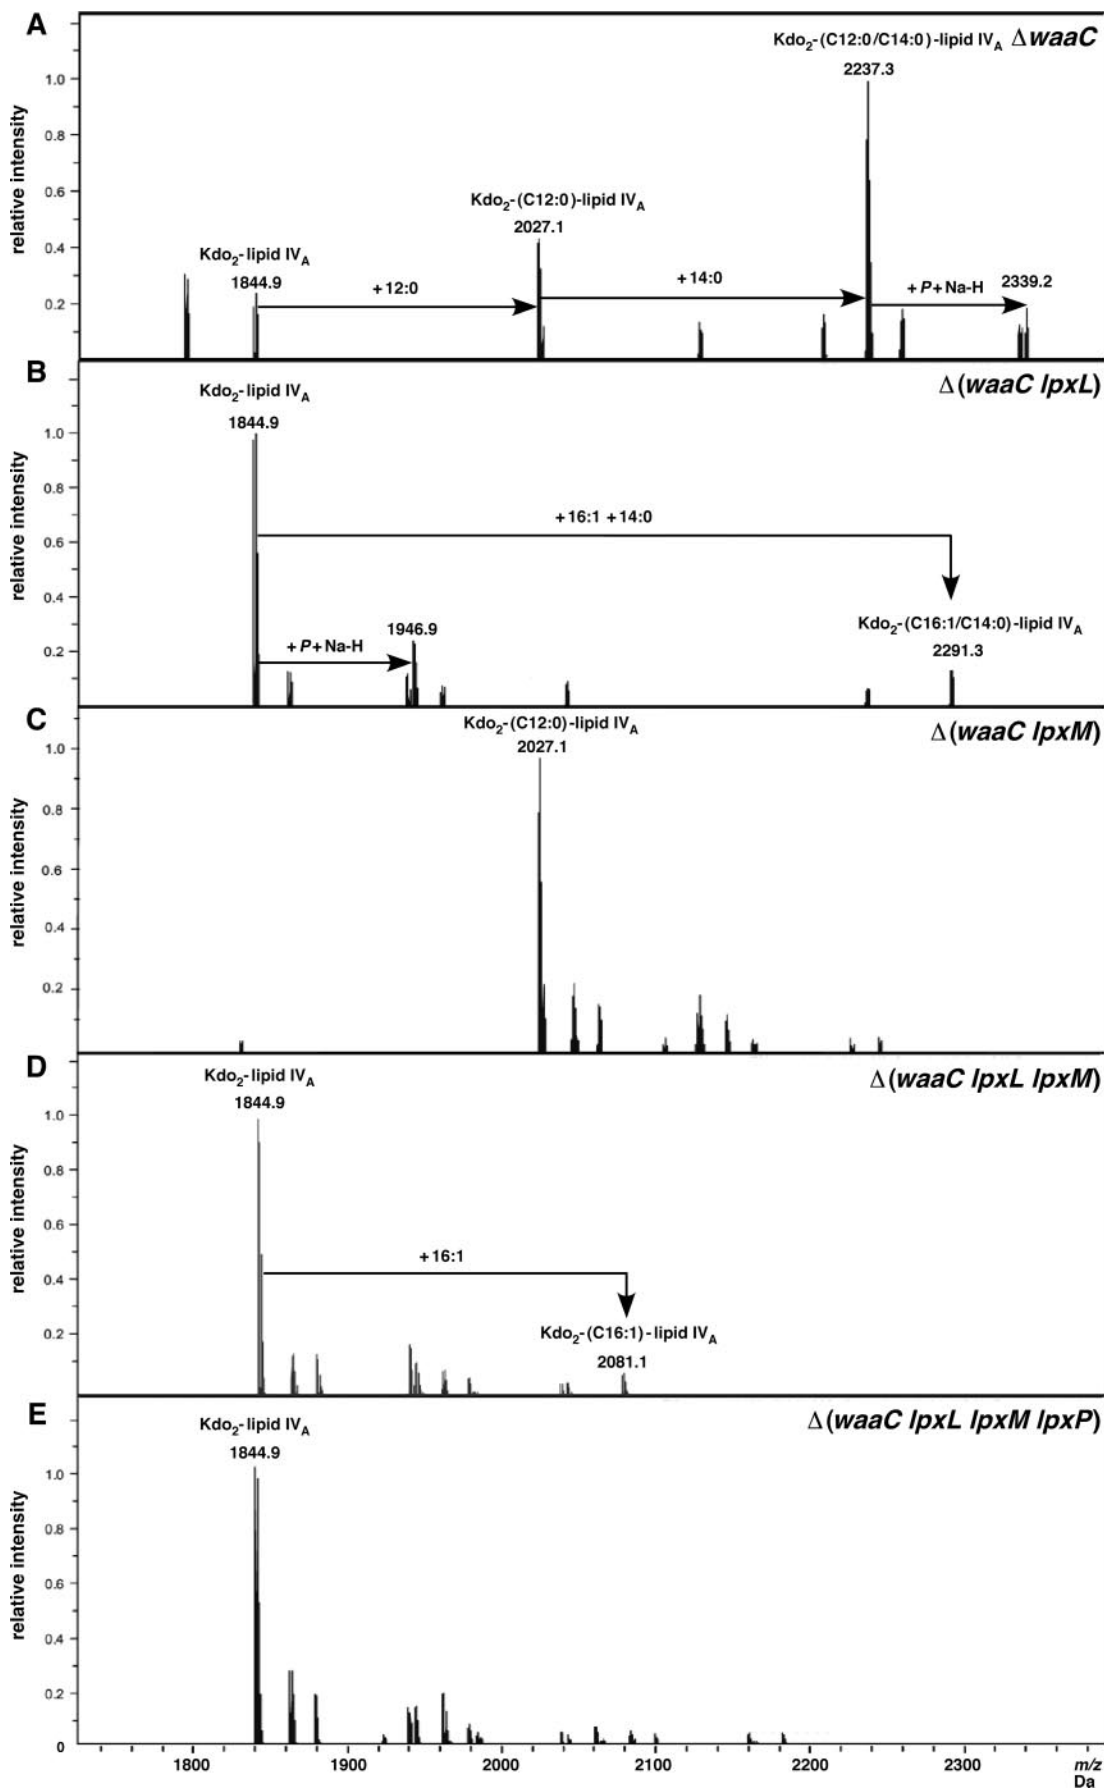 A
Kdo2-(C12:0/C14:0)-lipid IVA ΔwaaC
2237.3
1.0
0.8
0.6
0.4
0.2
relative intensity
Kdo2-lipid IVA
1844.9
+12:0
Kdo2-(C12:0)-lipid IVA
2027.1
+14:0
+P+Na-H
2339.2
B
Δ(waaC lpxL)
Kdo2-lipid IVA
1844.9
1.0
0.8
0.6
0.4
0.2
relative intensity
+16:1 +14:0
+P+Na-H
1946.9
Kdo2-(C16:1/C14:0)-lipid IVA
2291.3
C
Δ(waaC lpxM)
Kdo2-(C12:0)-lipid IVA
2027.1
1.0
0.8
0.6
0.4
0.2
relative intensity
D
Δ(waaC lpxL lpxM)
Kdo2-lipid IVA
1844.9
1.0
0.8
0.6
0.4
0.2
relative intensity
+16:1
Kdo2-(C16:1)-lipid IVA
2081.1
E
Δ(waaC lpxL lpxM lpxP)
Kdo2-lipid IVA
1844.9
1.0
0.8
0.6
0.4
0.2
0
relative intensity
1800 1900 2000 2100 2200 2300 m/z
Da